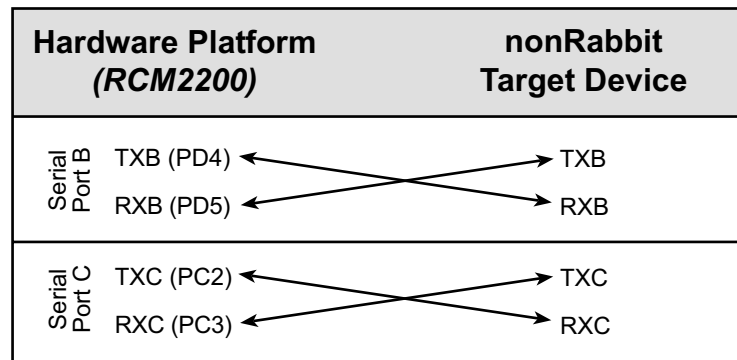 Hardware Platform
(RCM2200)
nonRabbit
Target Device
Serial
Port B
TXB (PD4)
TXB
RXB (PD5)
RXB
Serial
Port C
TXC (PC2)
TXC
RXC (PC3)
RXC